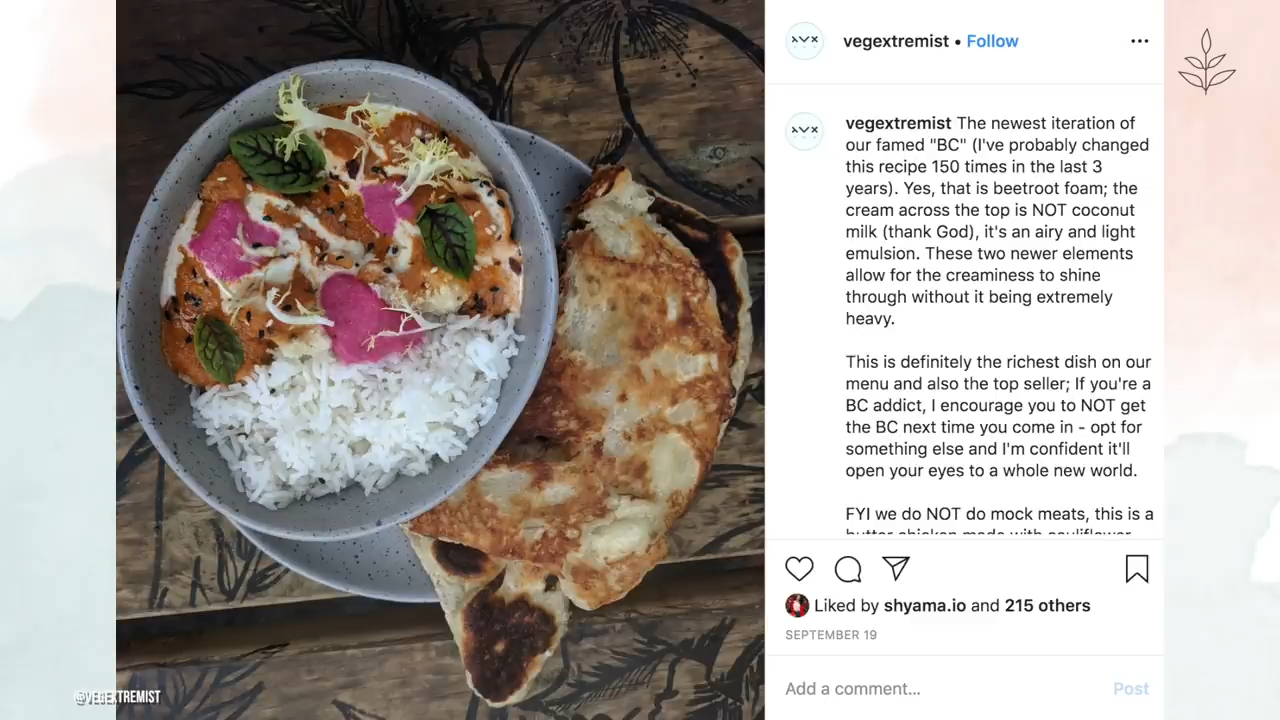 vegextremist • Follow
vegextremist The newest iteration of
our famed "BC" (I've probably changed
this recipe 150 times in the last 3
years). Yes, that is beetroot foam; the
cream across the top is NOT coconut
milk (thank God), it's an airy and light
emulsion. These two newer elements
allow for the creaminess to shine
through without it being extremely
heavy.
This is definitely the richest dish on our
menu and also the top seller; If you're a
BC addict, I encourage you to NOT get
the BC next time you come in - opt for
something else and I'm confident it'll
open your eyes to a whole new world.
FYI we do NOT do mock meats, this is a
butter chicken made with cauliflower
Liked by shyama.io and 215 others
SEPTEMBER 19
Add a comment... Post
@VEGEXTREMIST